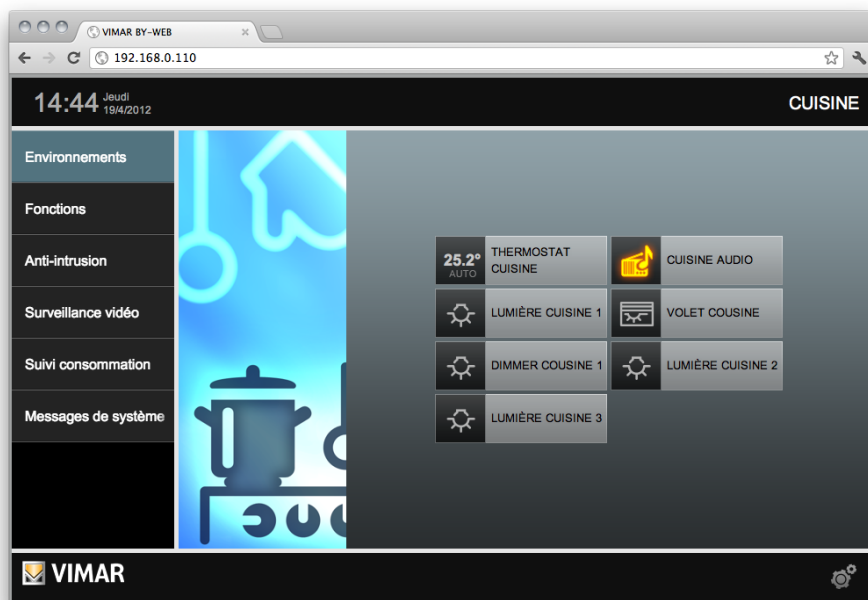 VIMAR BY-WEB
192.168.0.110
14:44 Jeudi
19/4/2012
CUISINE
Environnements
Fonctions
Anti-intrusion
Surveillance vidéo
Suivi consommation
Messages de système
25.2°
AUTO
THERMOSTAT
CUISINE
CUISINE AUDIO
LUMIÈRE CUISINE 1
VOLET COUSINE
DIMMER COUSINE 1
LUMIÈRE CUISINE 2
LUMIÈRE CUISINE 3
VIMAR